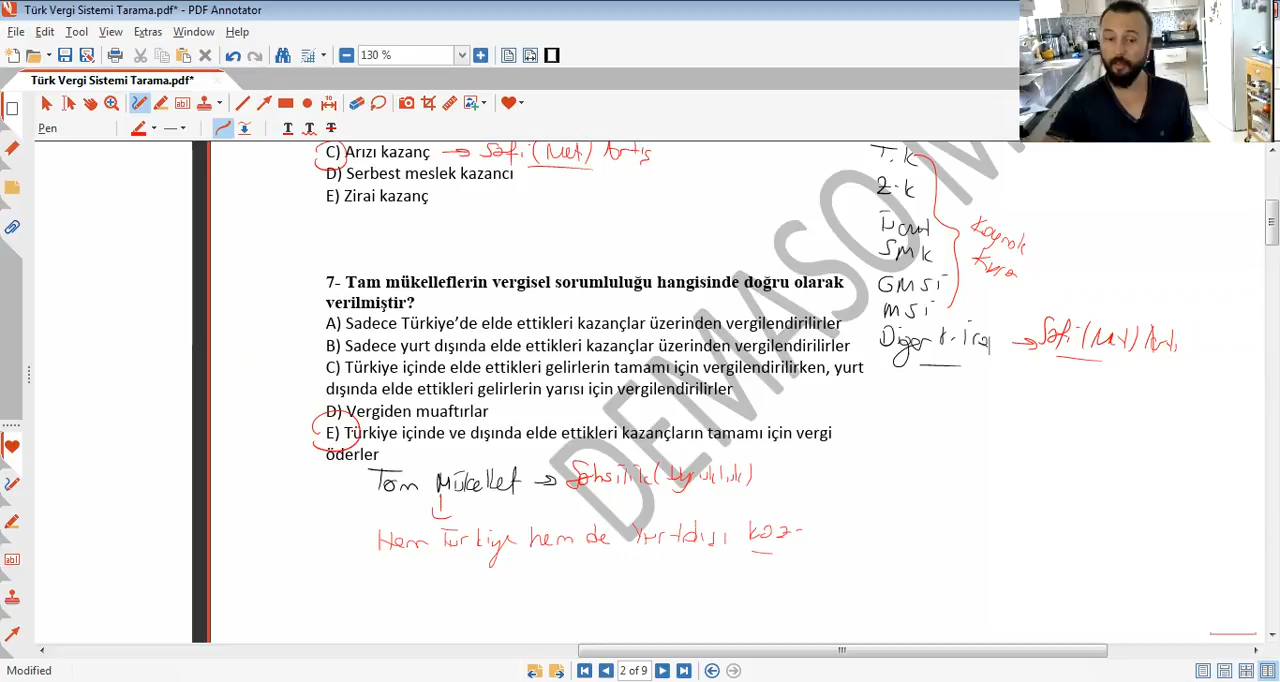 Türk Vergi Sistemi Tarama.pdf* - PDF Annotator
File Edit Tool View Extras Window Help
130 %
Türk Vergi Sistemi Tarama.pdf*
Pen
C) Arızi kazanç → Safi (Net) Artış
D) Serbest meslek kazancı
E) Zirai kazanç
T.K
Z.K
Ücret
SMK
GMSİ
MSİ
Kaynak
Diğer k. İrat → Safi (Net) Artı
7- Tam mükelleflerin vergisel sorumluluğu hangisinde doğru olarak
verilmiştir?
A) Sadece Türkiye’de elde ettikleri kazançlar üzerinden vergilendirilirler
B) Sadece yurt dışında elde ettikleri kazançlar üzerinden vergilendirilirler
C) Türkiye içinde elde ettikleri gelirlerin tamamı için vergilendirilirken, yurt
dışında elde ettikleri gelirlerin yarısı için vergilendirilirler
D) Vergiden muaftırlar
E) Türkiye içinde ve dışında elde ettikleri kazançların tamamı için vergi
öderler
Tam Mükellef → Şahsilik (Uyrukluk)
Hem Türkiye hem de Yurtdışı kaz
DEMASO M
Modified
2 of 9